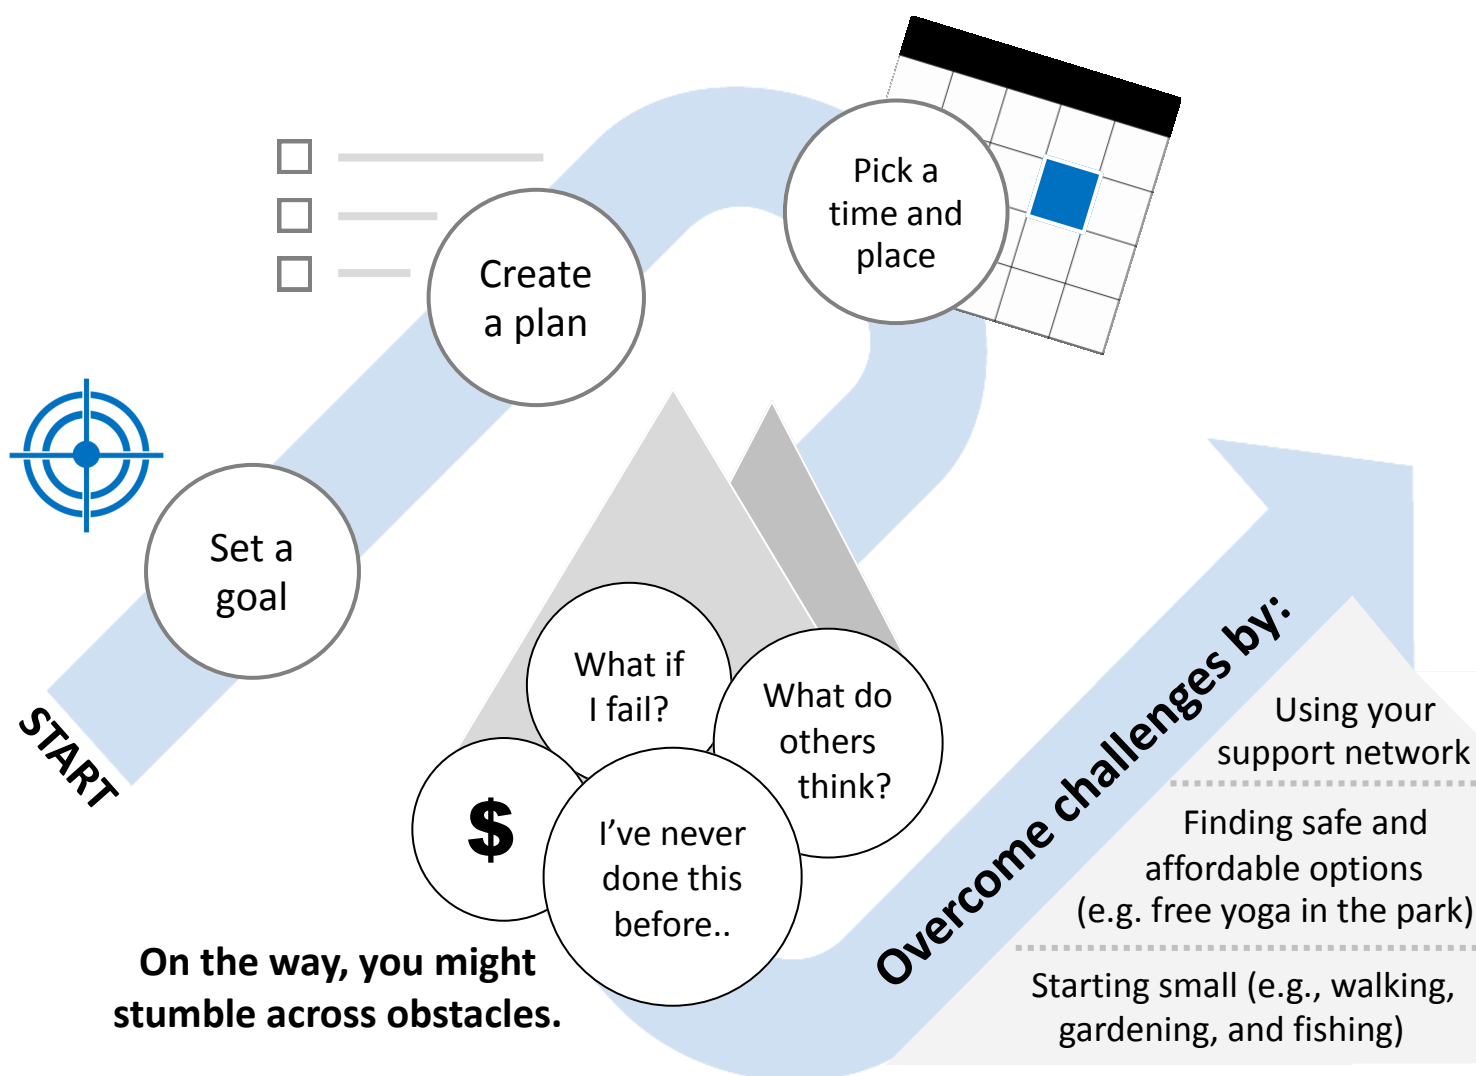 START
Set a
goal
Create
a plan
Pick a
time and
place
What if
I fail?
What do
others
think?
$
I've never
done this
before..
On the way, you might
stumble across obstacles.
Overcome challenges by:
Using your
support network
Finding safe and
affordable options
(e.g. free yoga in the park)
Starting small (e.g., walking,
gardening, and fishing)